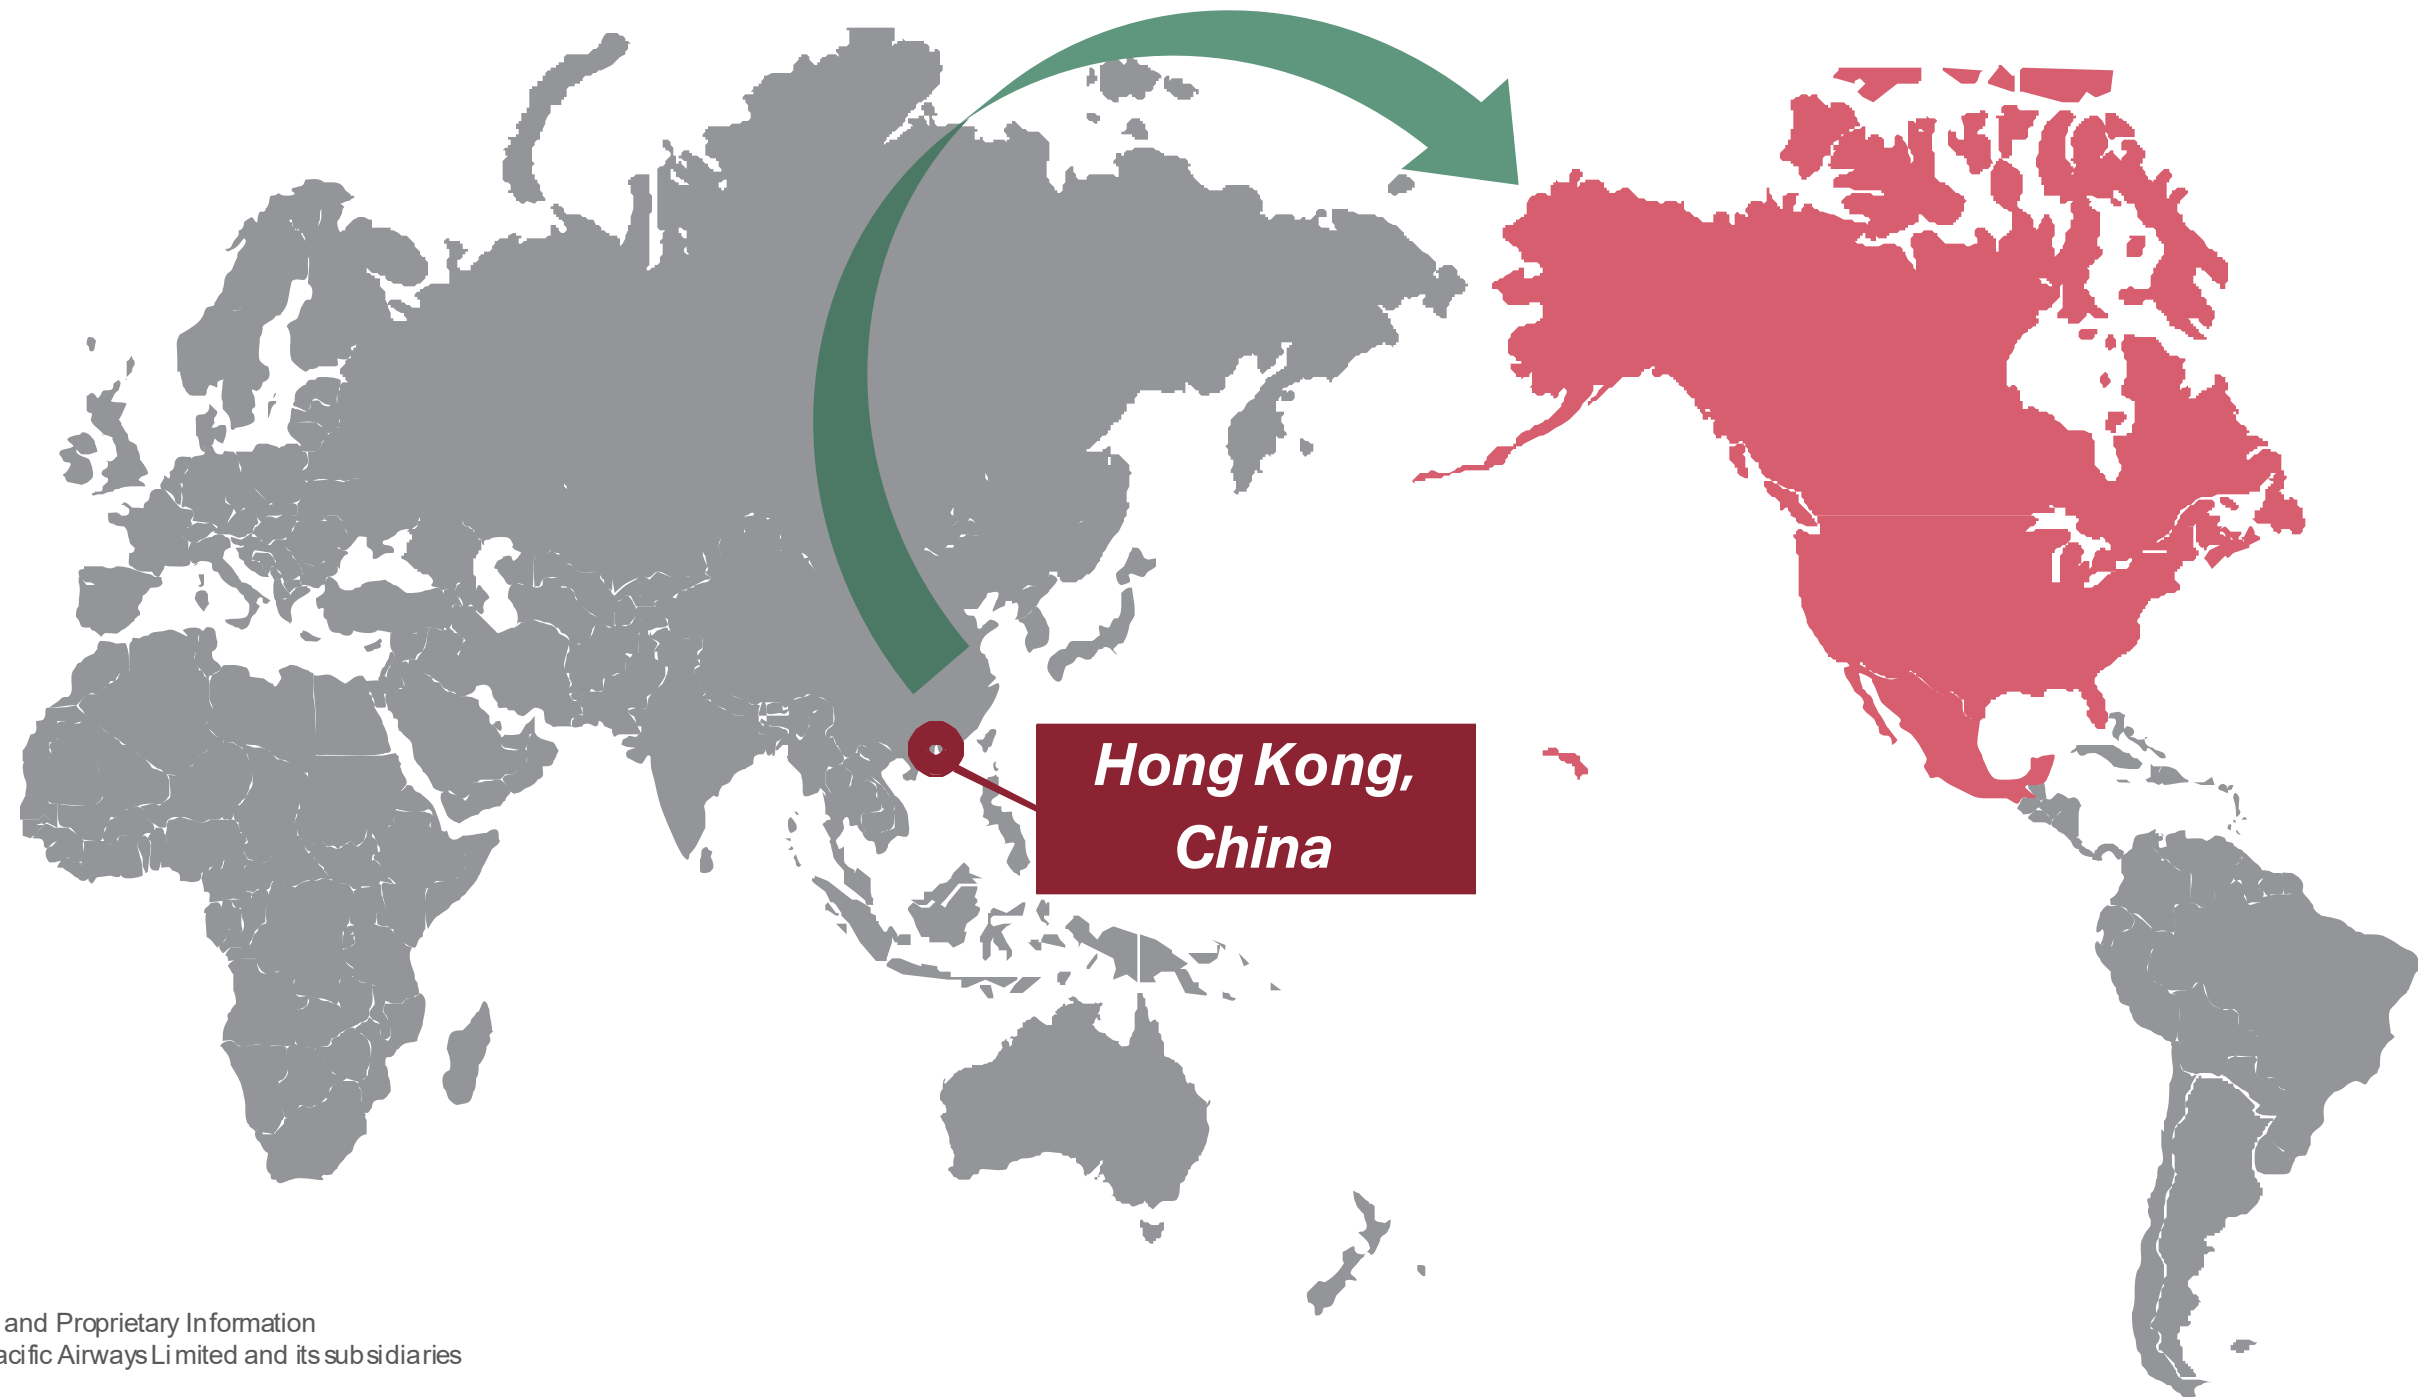 Hong Kong,
China
and Proprietary Information
acific Airways Limited and its subsidiaries